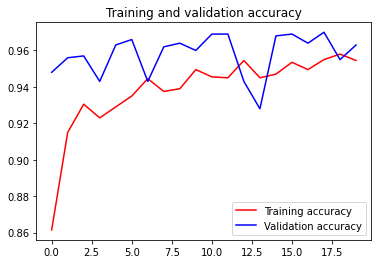 Training and validation accuracy
0.96
0.94
0.92
0.90
0.88
0.86
0.0 2.5 5.0 7.5 10.0 12.5 15.0 17.5
Training accuracy
Validation accuracy